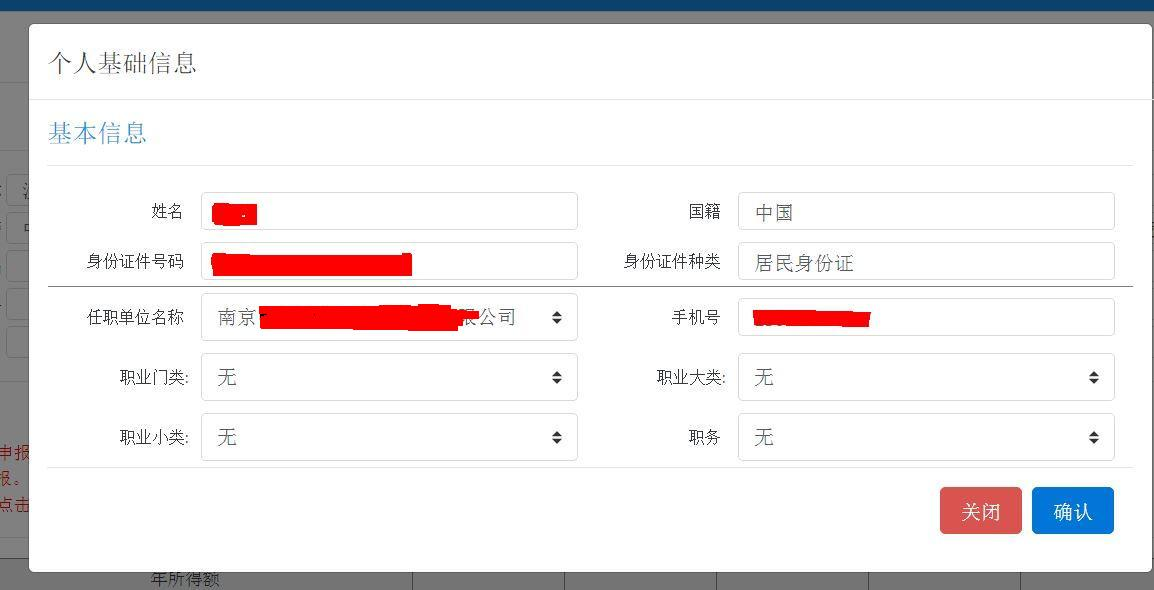 个人基础信息
基本信息
姓名
国籍 中国
身份证件号码
身份证件种类 居民身份证
任职单位名称 南京 公司
手机号
职业门类: 无
职业大类: 无
职业小类: 无
职务 无
申报
报。
点击
关闭 确认
年所得额